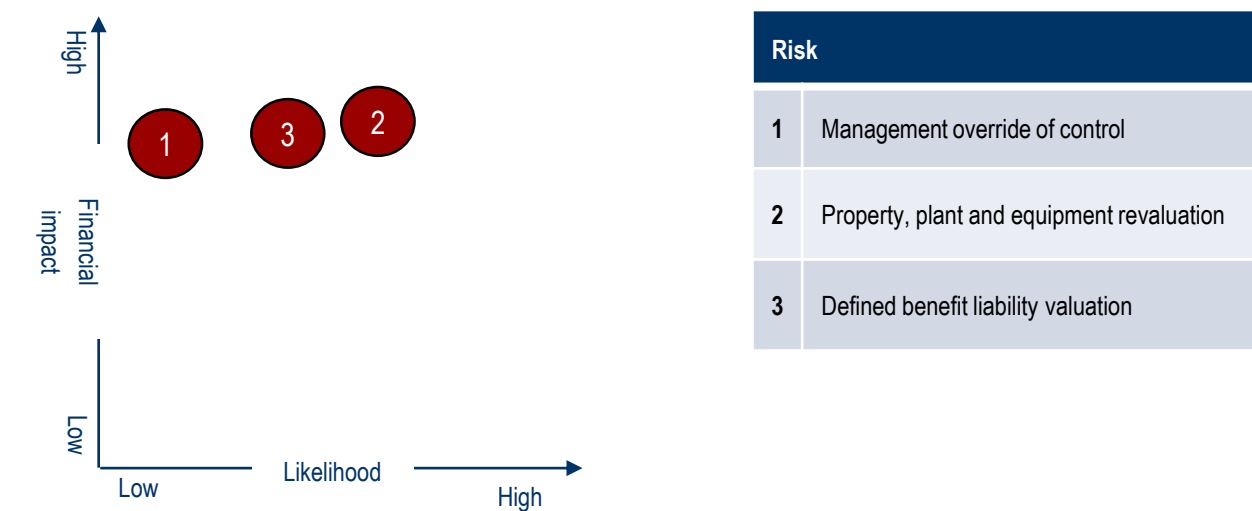 High
Financial
impact
Low
1
3
2
Low
Likelihood
High
Risk
1 Management override of control
2 Property, plant and equipment revaluation
3 Defined benefit liability valuation